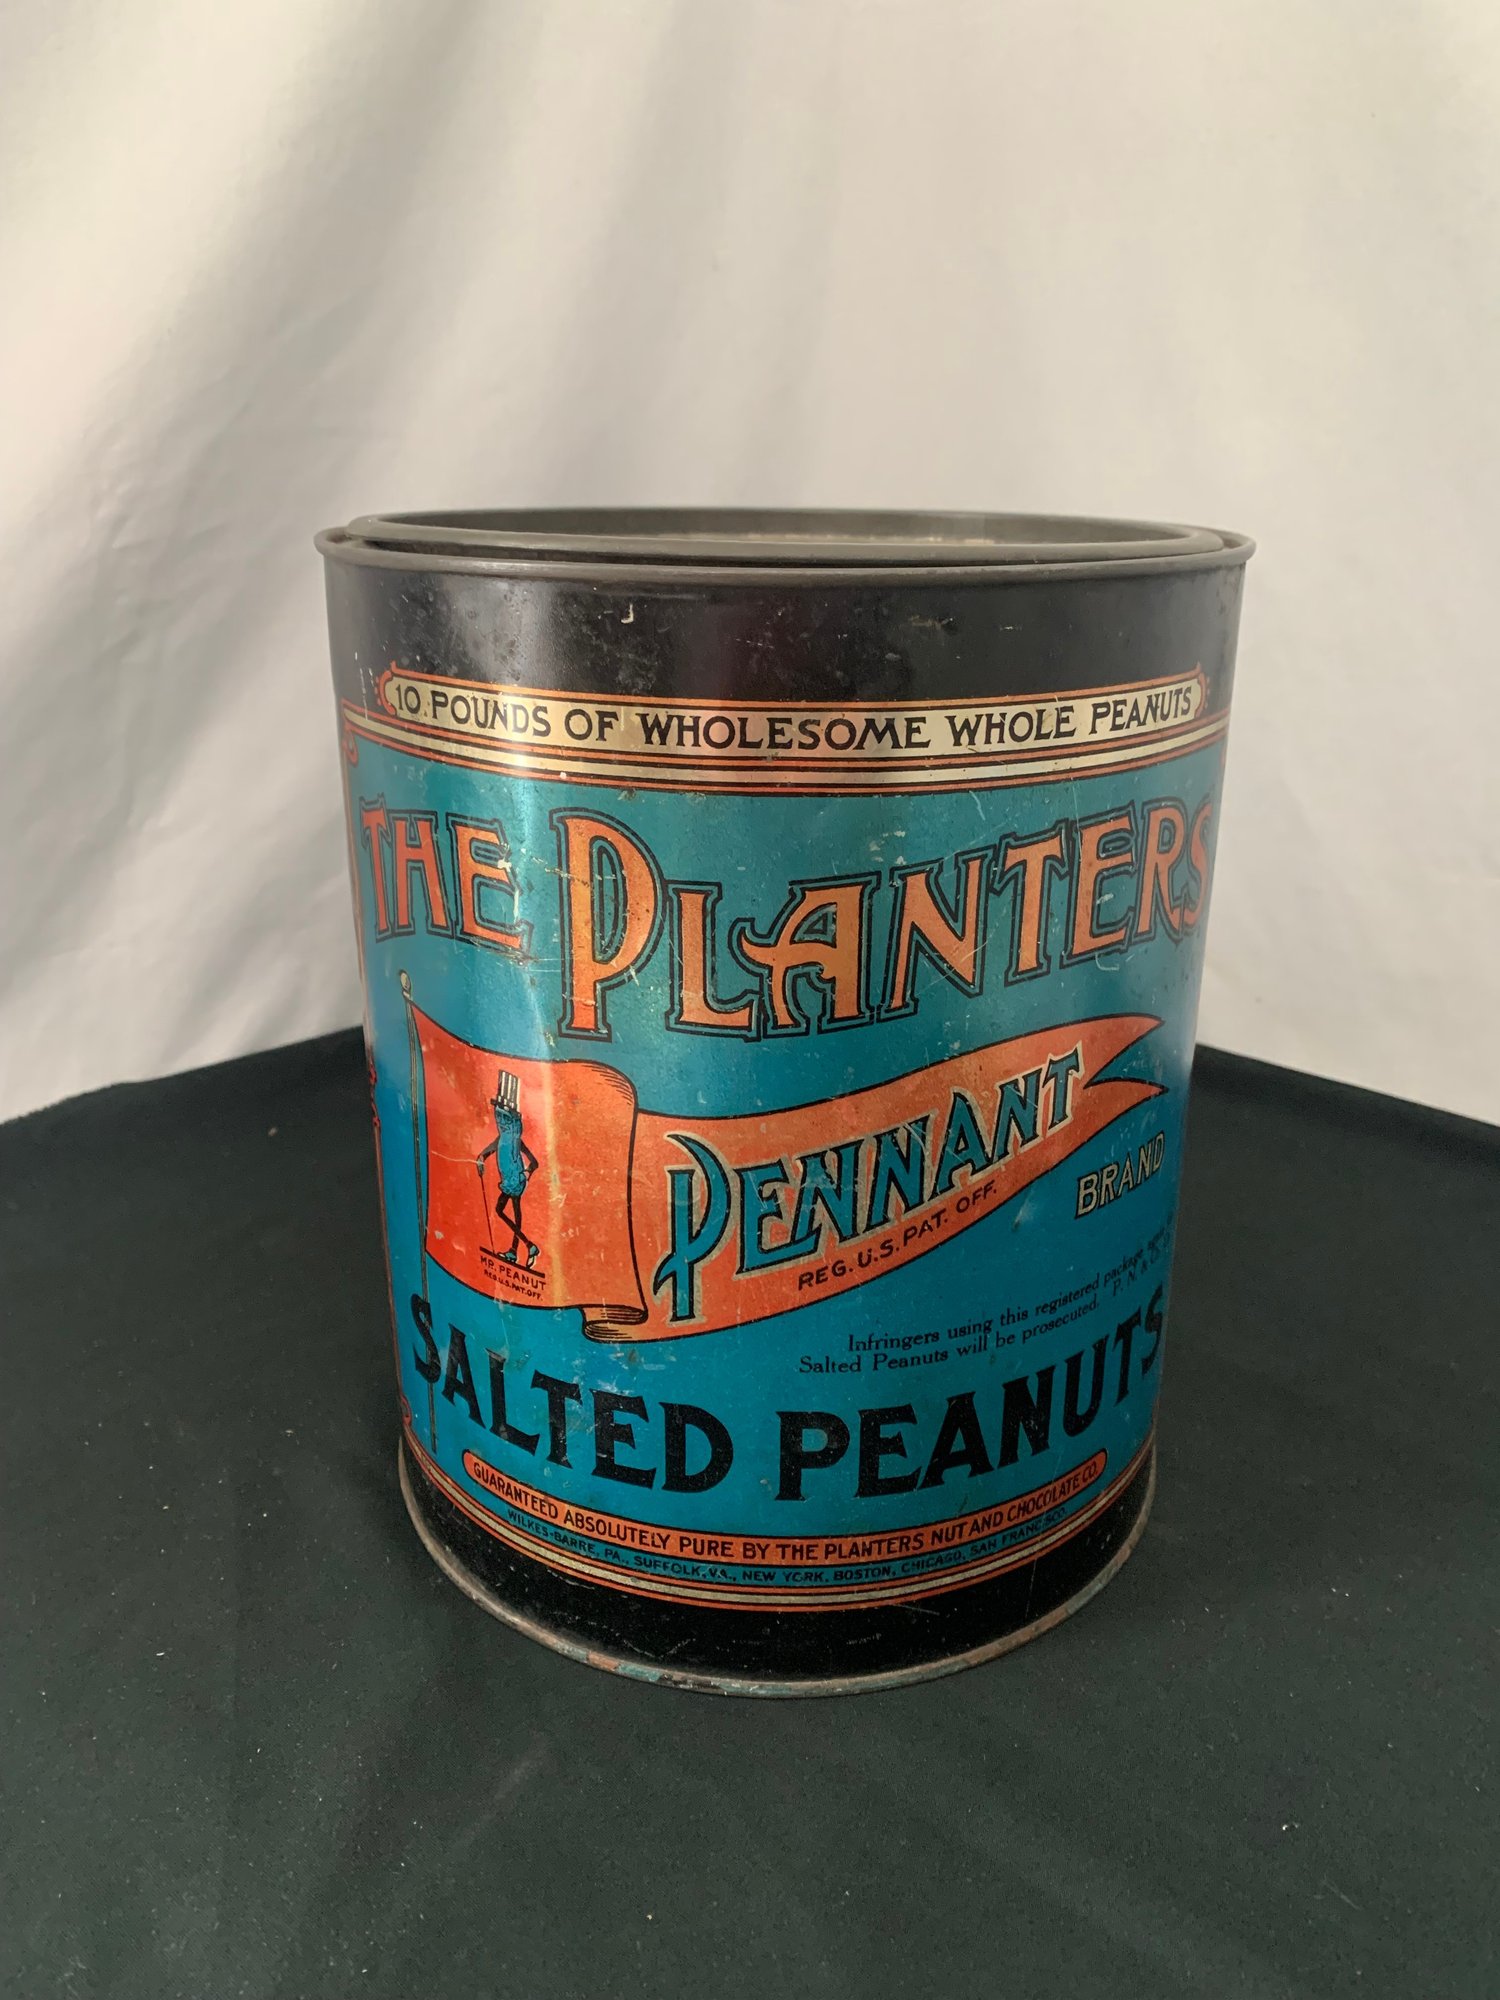 10 POUNDS OF WHOLESOME WHOLE PEANUTS
THE PLANTERS
PENNANT
REG. U.S. PAT. OFF.
BRAND
MR. PEANUT
REG. U.S. PAT. OFF.
Infringers using this registered package
Salted Peanuts will be prosecuted. P. N. &
SALTED PEANUTS
GUARANTEED ABSOLUTELY PURE BY THE PLANTERS NUT AND CHOCOLATE CO.
WILKES-BARRE, PA., SUFFOLK, VA., NEW YORK, BOSTON, CHICAGO, SAN FRANCISCO.